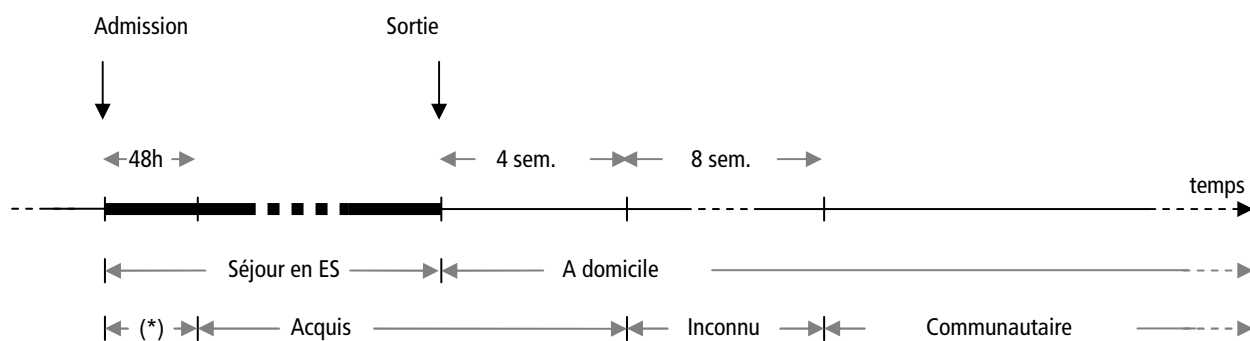 Admission Sortie
48h 4 sem. 8 sem.
temps
Séjour en ES A domicile
(*) Acquis Inconnu Communautaire